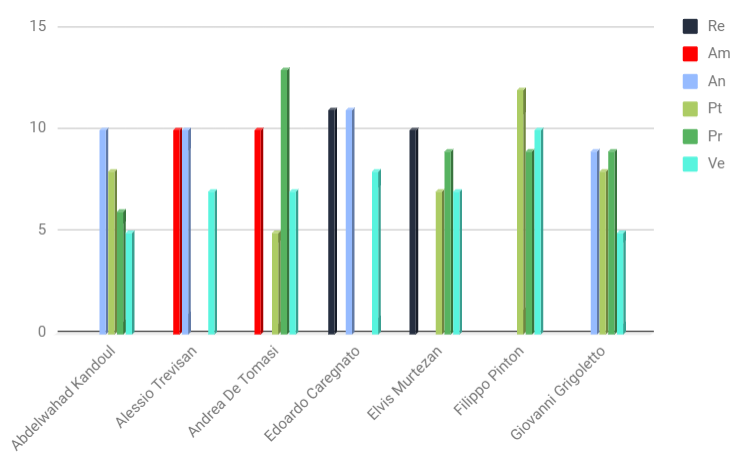 15
10
5
0
Re
Am
An
Pt
Pr
Ve
Abdelwahad Kandoul
Alessio Trevisan
Andrea De Tomasi
Edoardo Caregnato
Elvis Murtezan
Filippo Pinton
Giovanni Grigoletto